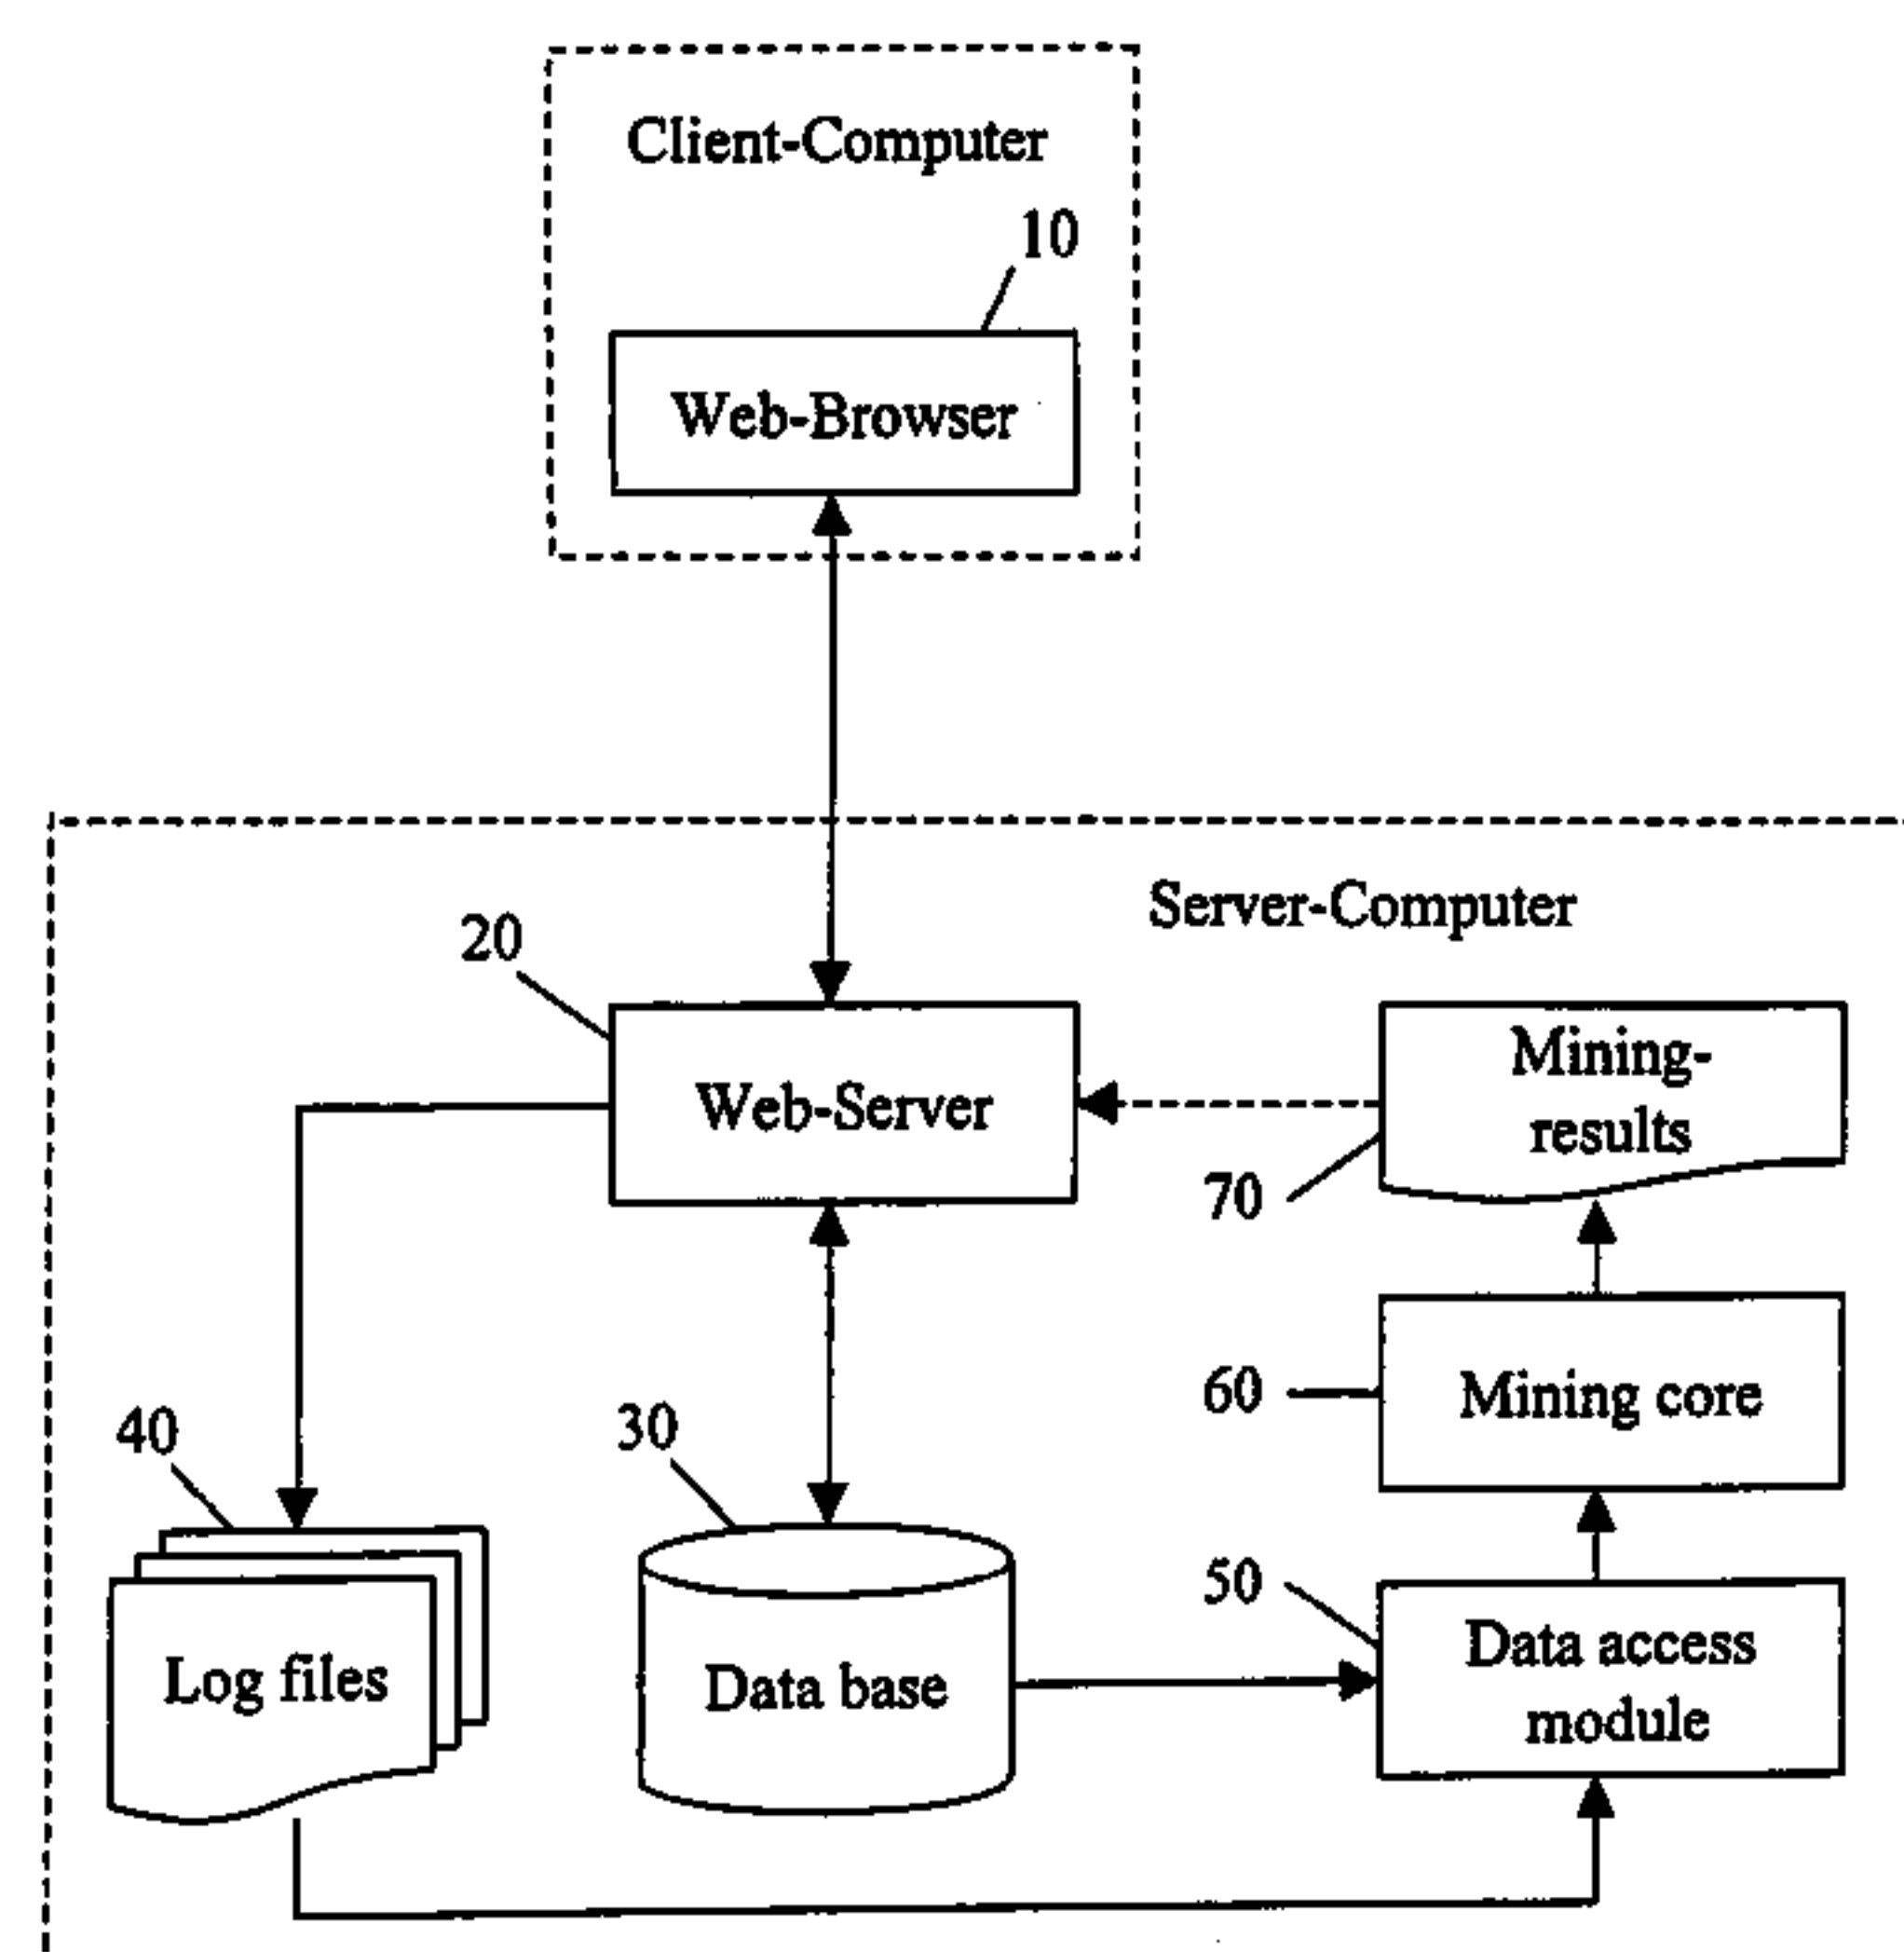 Client-Computer
10
Web-Browser
Server-Computer
20
Web-Server
Mining-
results
70
60
Mining core
40
30
50
Log files
Data base
Data access
module